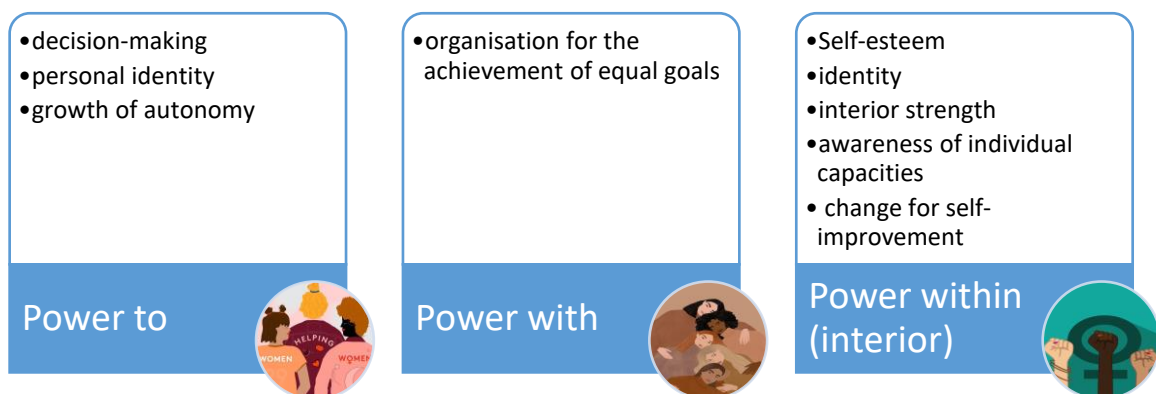 •decision-making
•personal identity
•growth of autonomy
Power to
WOMEN
HELPING
WOMEN
•organisation for the
achievement of equal goals
Power with
•Self-esteem
•identity
•interior strength
•awareness of individual
capacities
• change for self-
improvement
Power within
(interior)